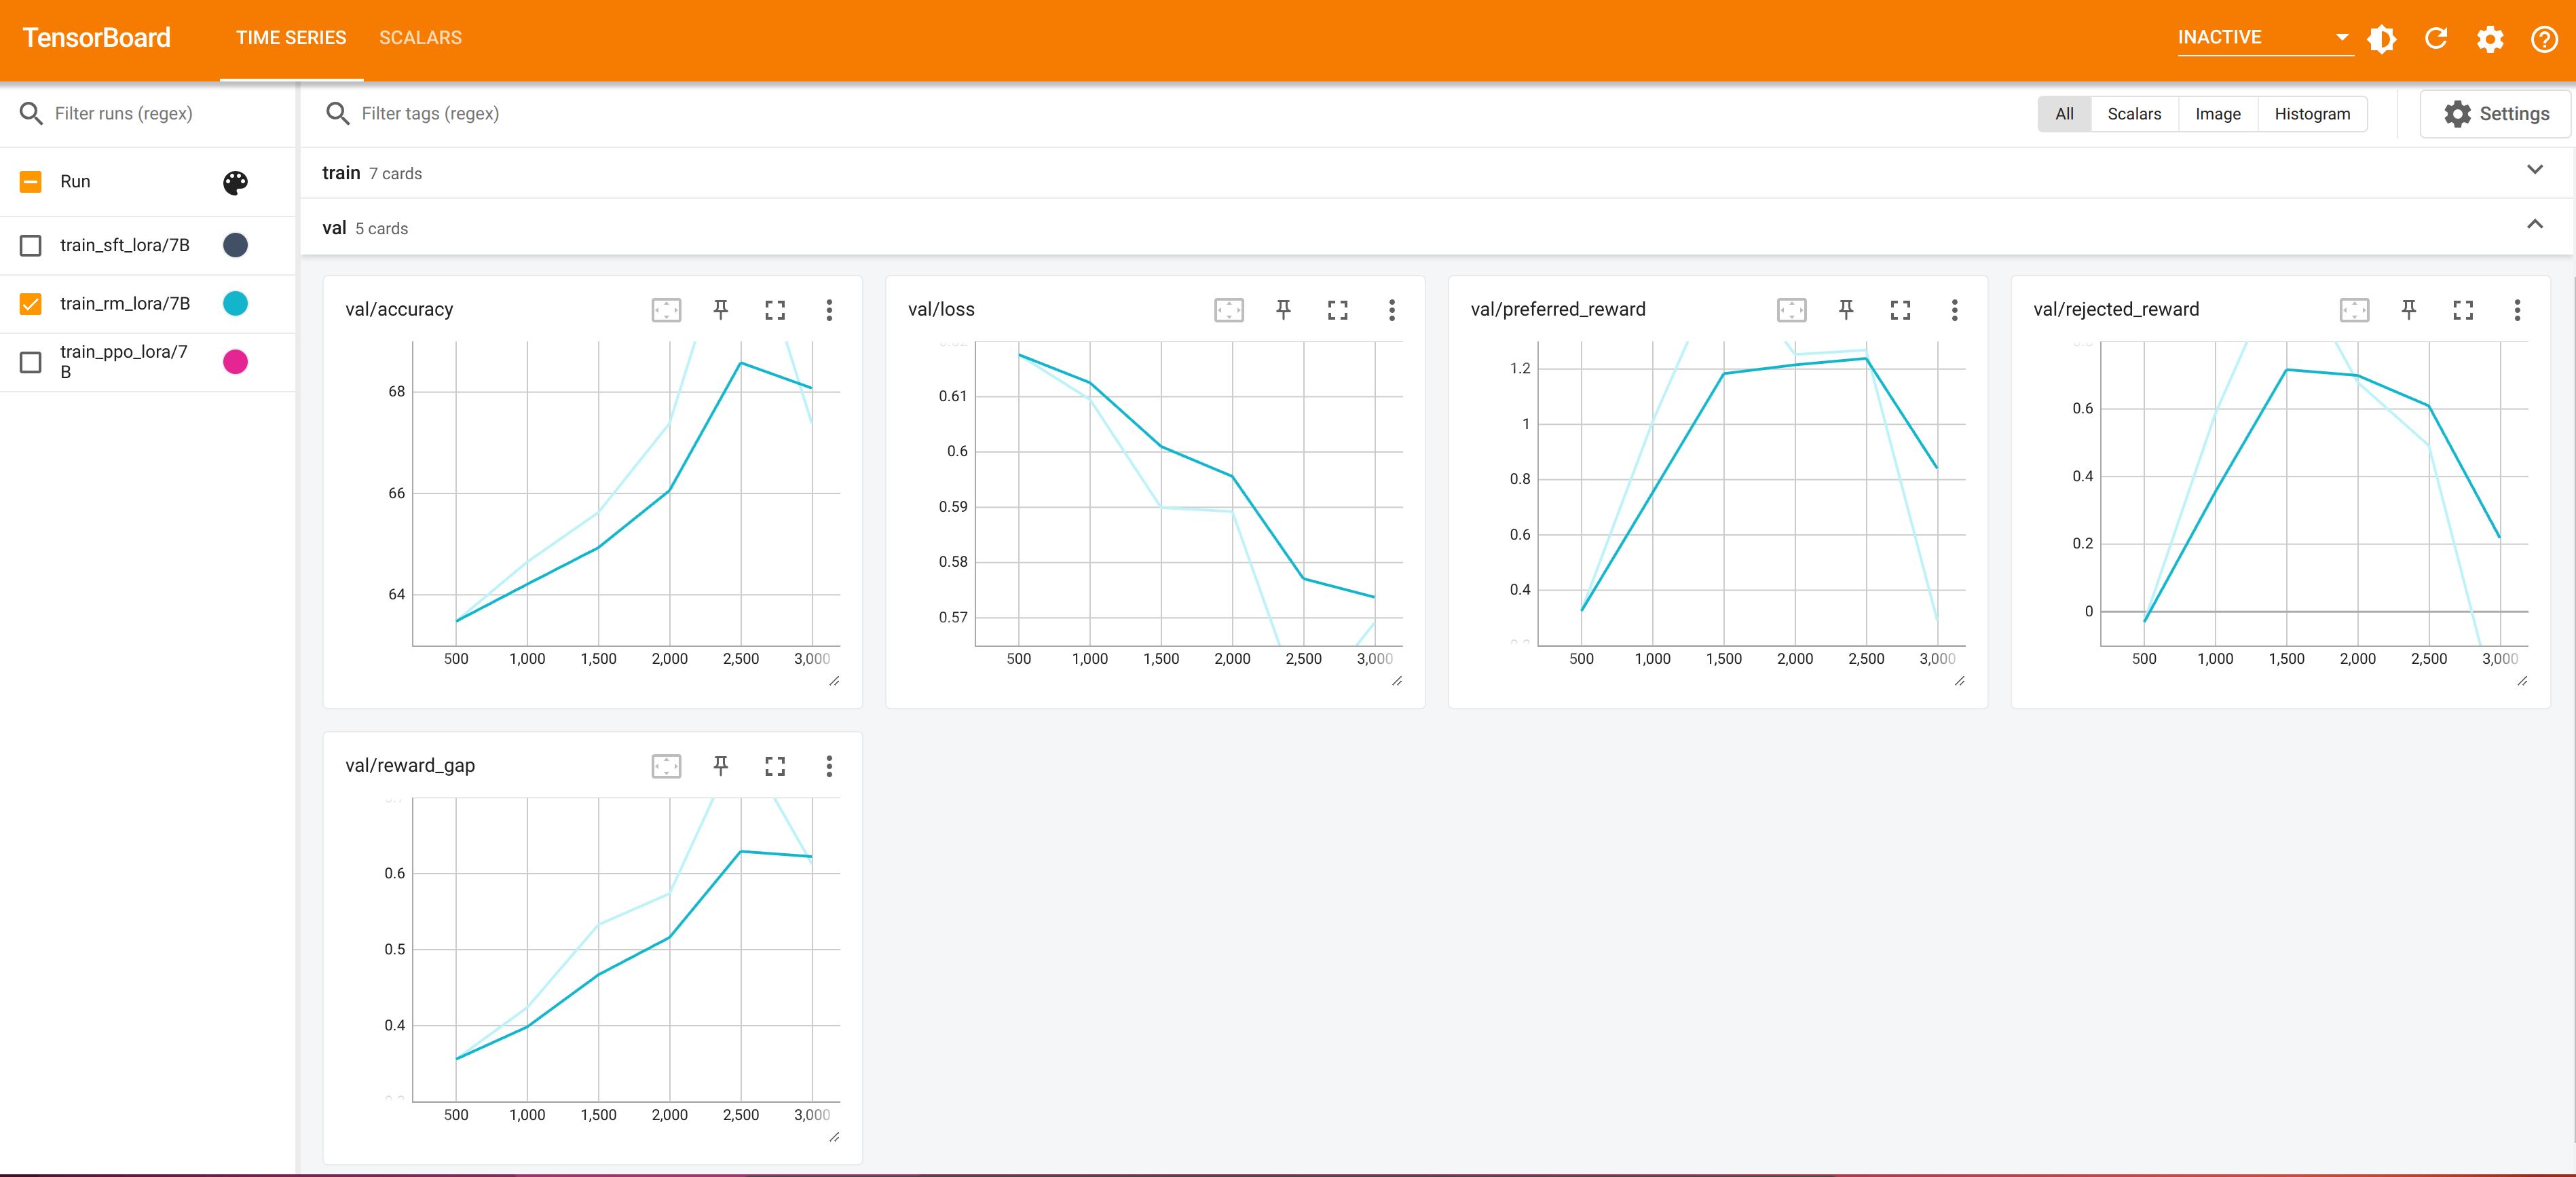 TensorBoard TIME SERIES SCALARS INACTIVE
Filter runs (regex)
Filter tags (regex)
All Scalars Image Histogram
Settings
Run
train_sft_lora/7B
train_rm_lora/7B
train_ppo_lora/7
B
train 7 cards
val 5 cards
val/accuracy
68
66
64
500 1,000 1,500 2,000 2,500 3,000
val/loss
0.61
0.6
0.59
0.58
0.57
500 1,000 1,500 2,000 2,500 3,000
val/preferred_reward
1.2
1
0.8
0.6
0.4
500 1,000 1,500 2,000 2,500 3,000
val/rejected_reward
0.6
0.4
0.2
0
500 1,000 1,500 2,000 2,500 3,000
val/reward_gap
0.6
0.5
0.4
500 1,000 1,500 2,000 2,500 3,000